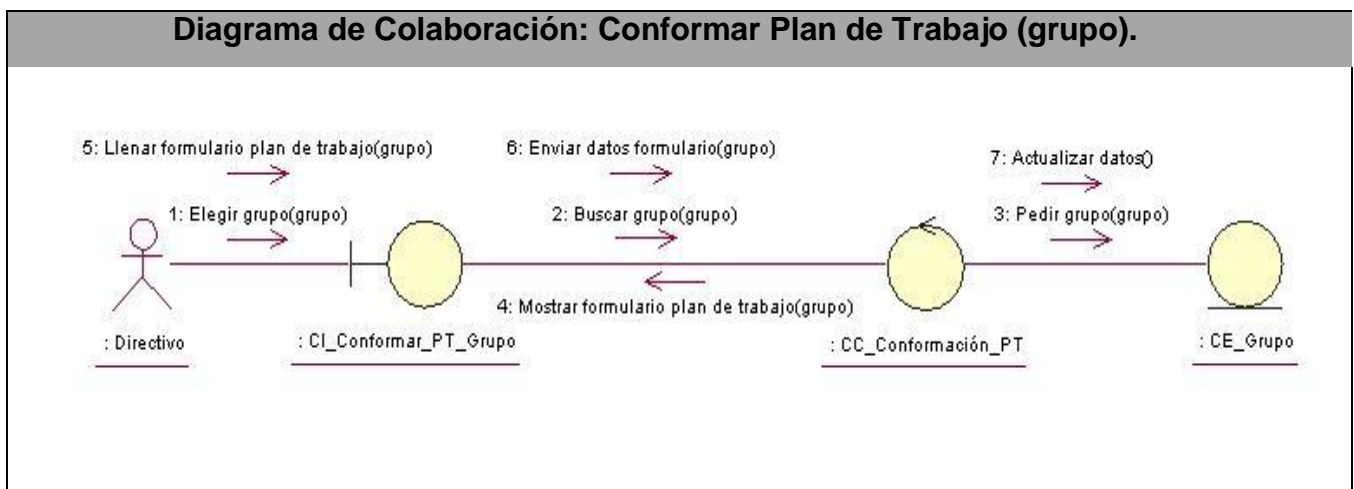 Diagrama de Colaboración: Conformar Plan de Trabajo (grupo).
5: Llenar formulario plan de trabajo(grupo)
6: Enviar datos formulario(grupo)
7: Actualizar datos()
1: Elegir grupo(grupo)
2: Buscar grupo(grupo)
3: Pedir grupo(grupo)
4: Mostrar formulario plan de trabajo(grupo)
: Directivo
: CI_Conformar_PT_Grupo
: CC_Conformación_PT
: CE_Grupo